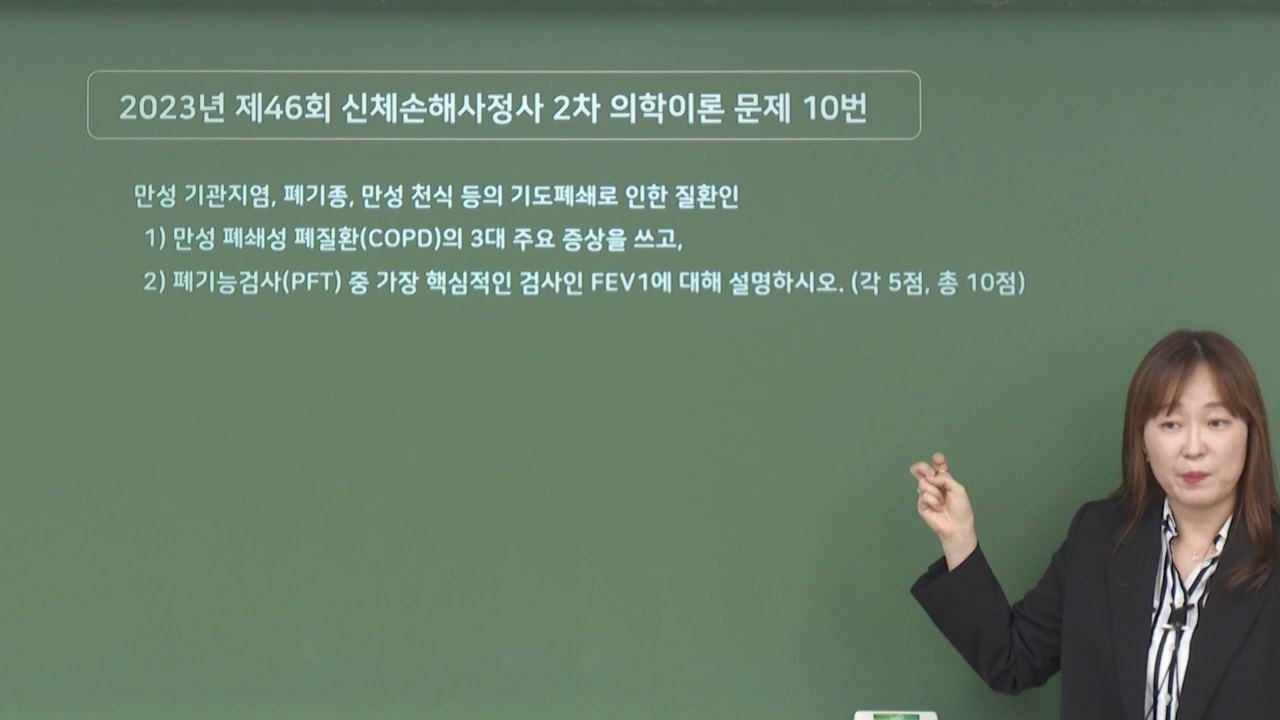 2023년 제46회 신체손해사정사 2차 의학이론 문제 10번
만성 기관지염, 폐기종, 만성 천식 등의 기도폐쇄로 인한 질환인
1) 만성 폐쇄성 폐질환(COPD)의 3대 주요 증상을 쓰고,
2) 폐기능검사(PFT) 중 가장 핵심적인 검사인 FEV1에 대해 설명하시오. (각 5점, 총 10점)